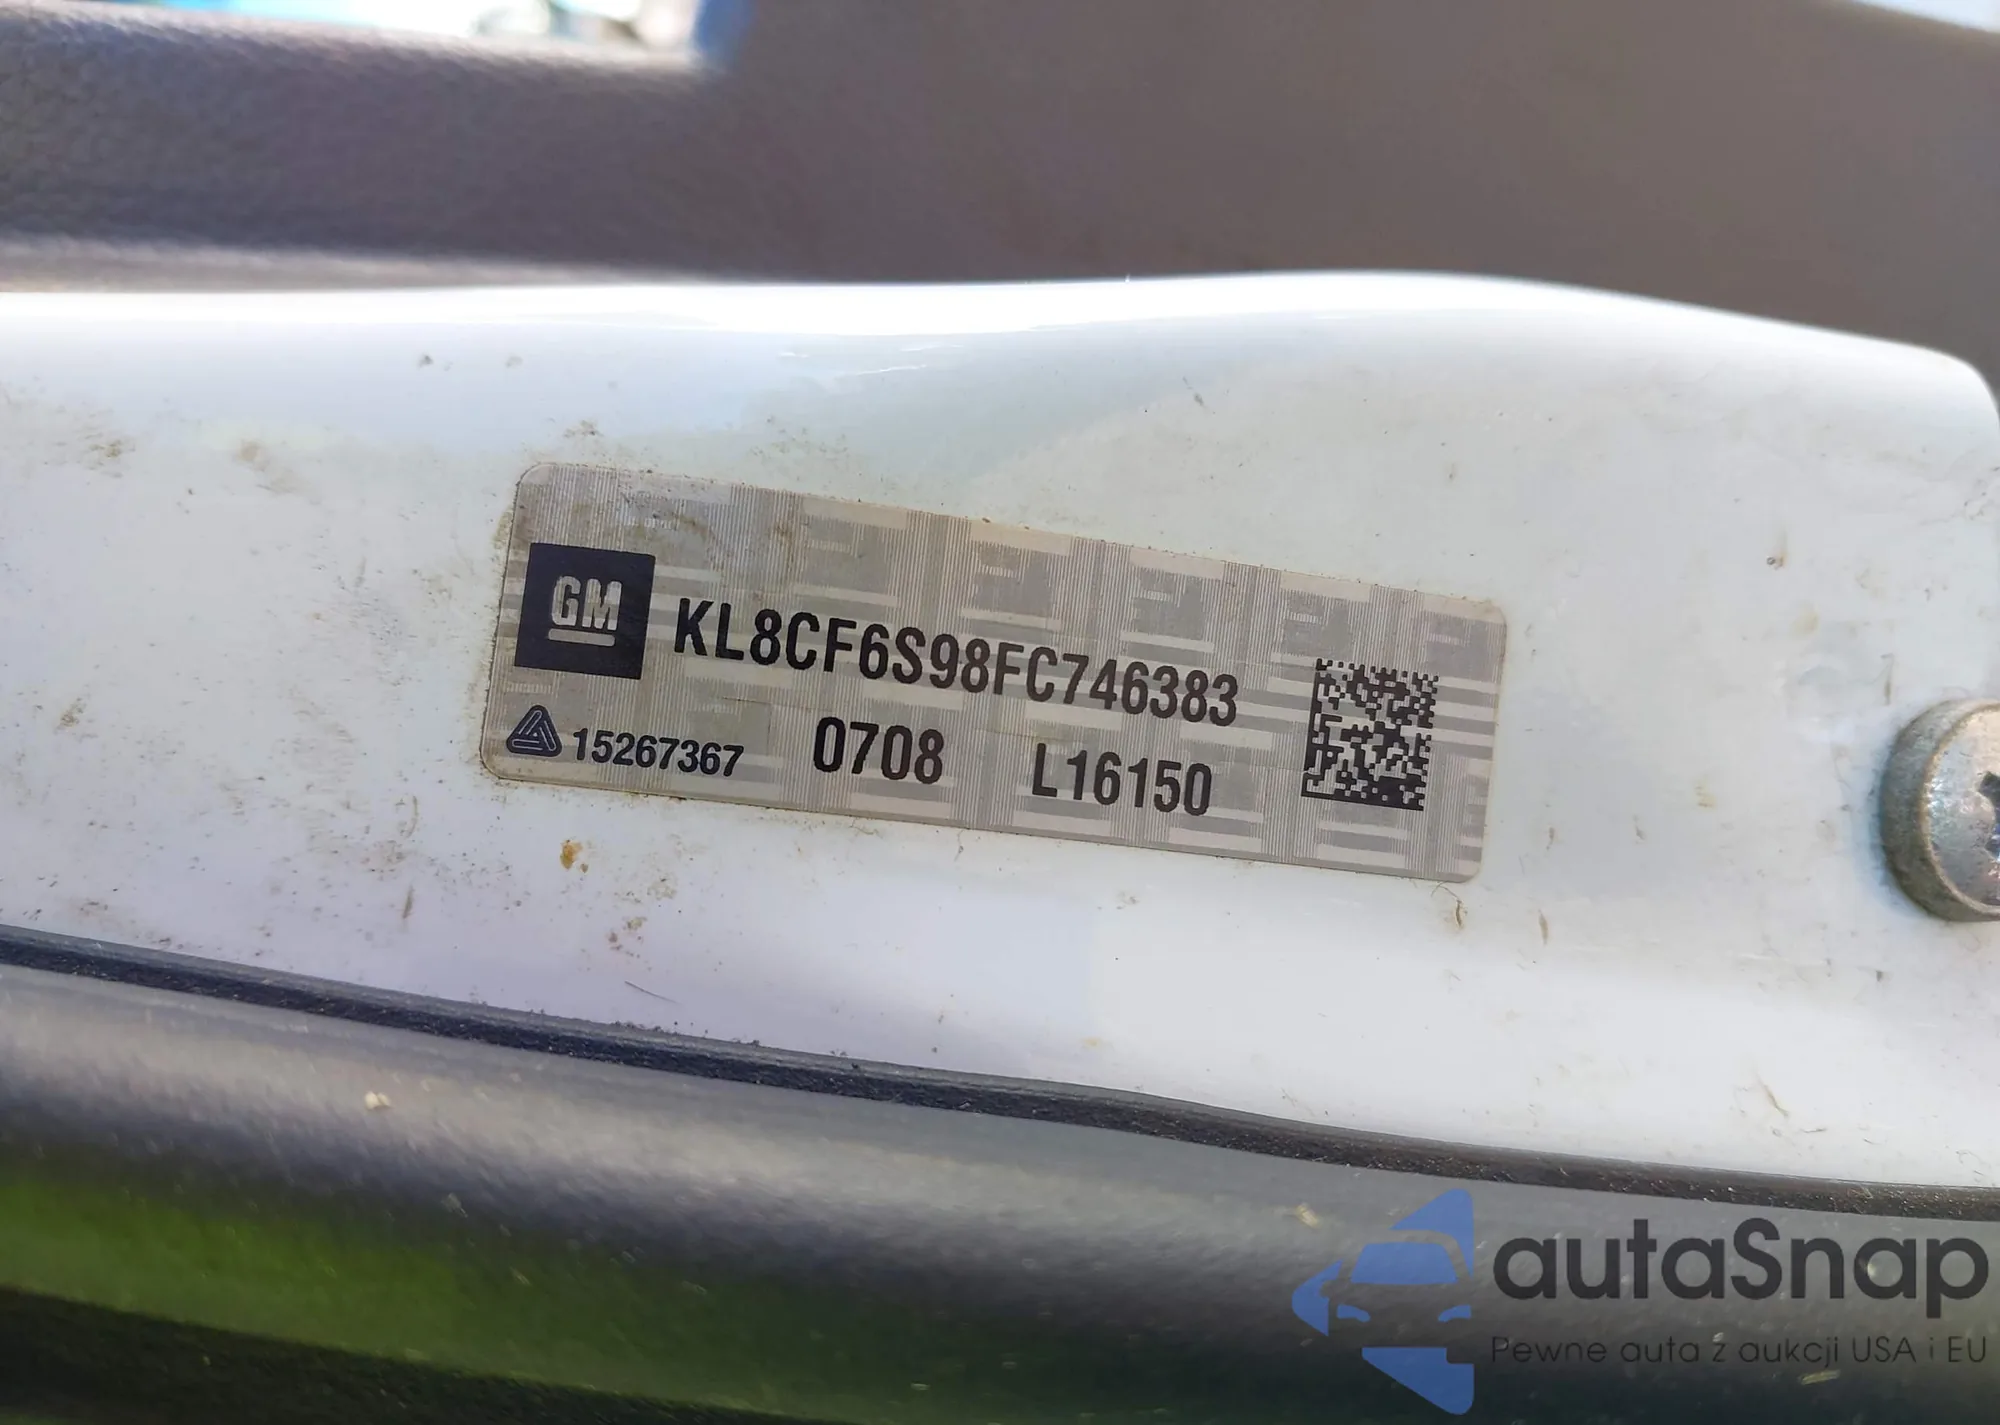 GM
KL8CF6S98FC746383
15267367 0708 L16150
autaSnap
Pewne auta z aukcji USA i EU